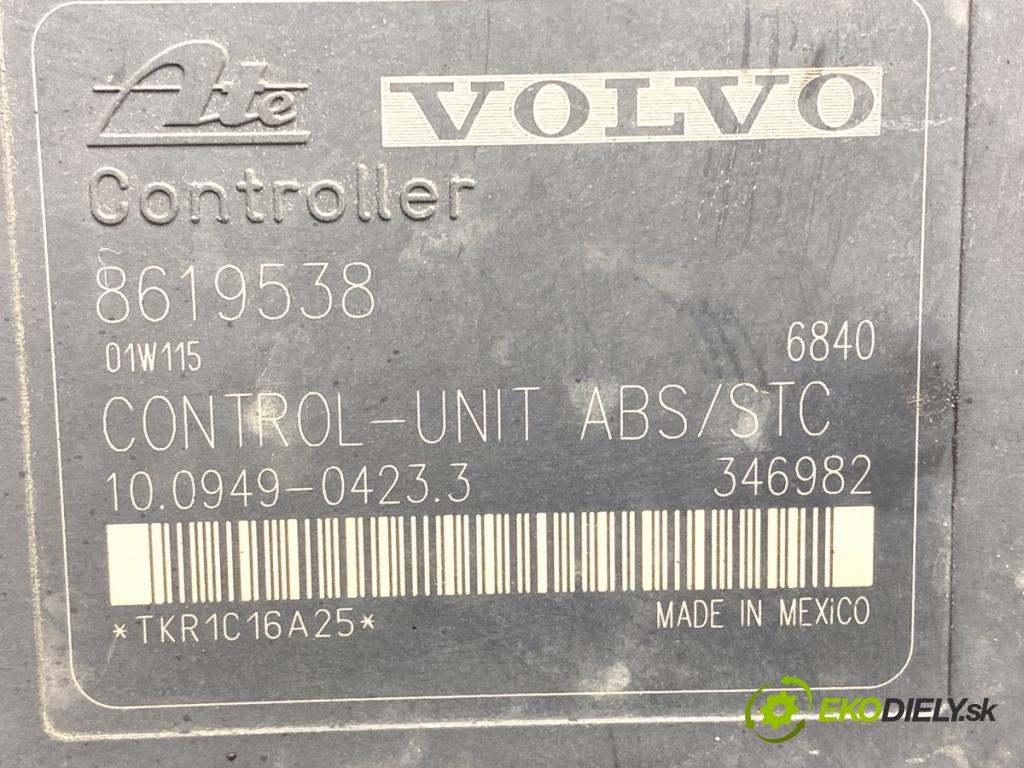 Ate VOLVO
Controller
8619538
01W115 6840
CONTROL-UNIT ABS/STC
10.0949-0423.3 346982
*TKR1C16A25* MADE IN MEXiCO
EKODIELY.sk